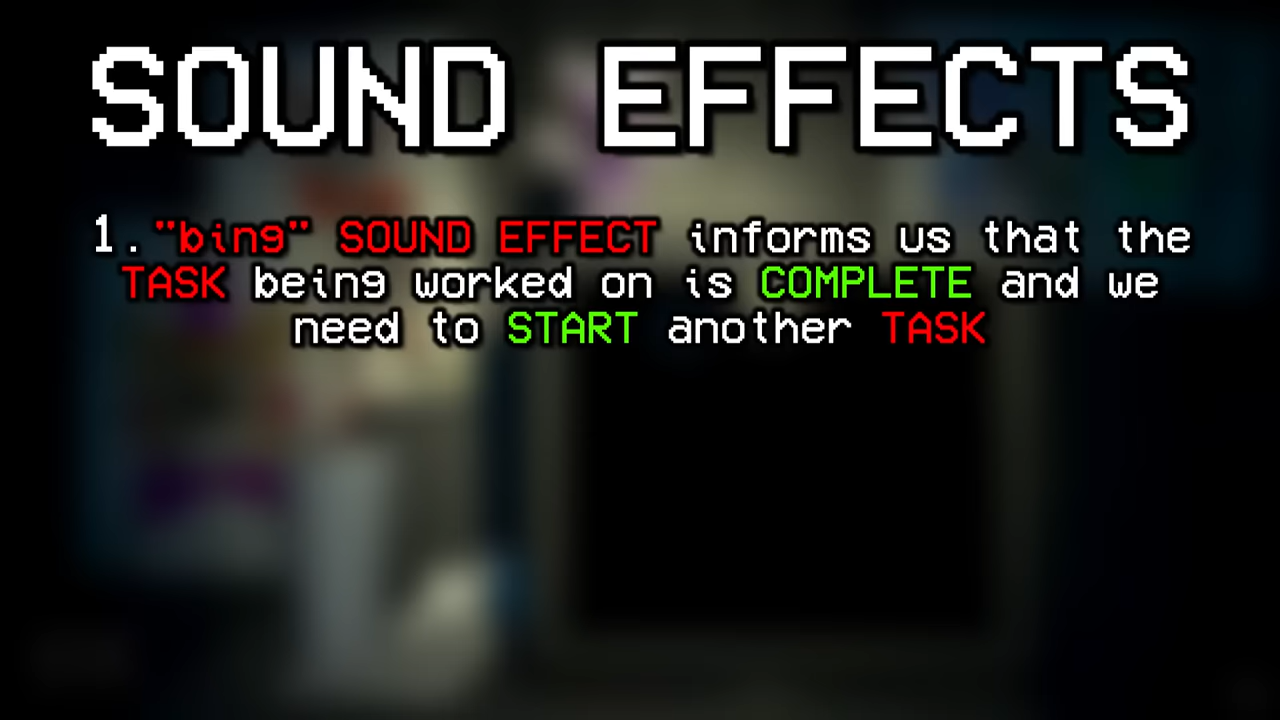 SOUND EFFECTS
1."bing" SOUND EFFECT informs us that the
TASK being worked on is COMPLETE and we
need to START another TASK